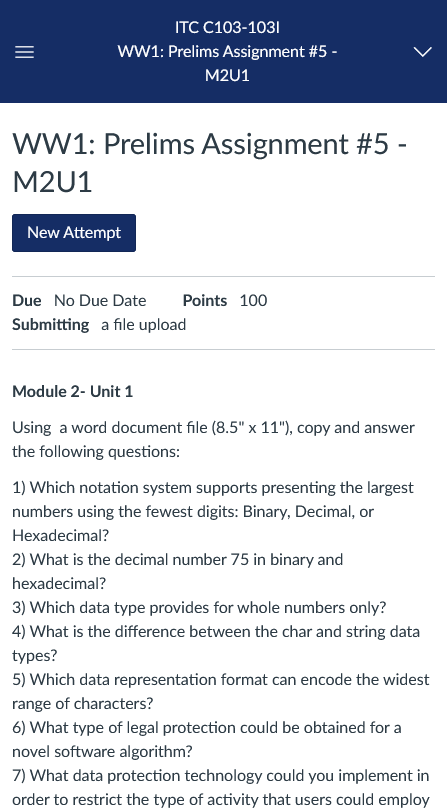 ITC C103-103I
WW1: Prelims Assignment #5 -
M2U1
WW1: Prelims Assignment #5 -
M2U1
New Attempt
Due No Due Date Points 100
Submitting a file upload
Module 2- Unit 1
Using a word document file (8.5" x 11"), copy and answer
the following questions:
1) Which notation system supports presenting the largest
numbers using the fewest digits: Binary, Decimal, or
Hexadecimal?
2) What is the decimal number 75 in binary and
hexadecimal?
3) Which data type provides for whole numbers only?
4) What is the difference between the char and string data
types?
5) Which data representation format can encode the widest
range of characters?
6) What type of legal protection could be obtained for a
novel software algorithm?
7) What data protection technology could you implement in
order to restrict the type of activity that users could employ